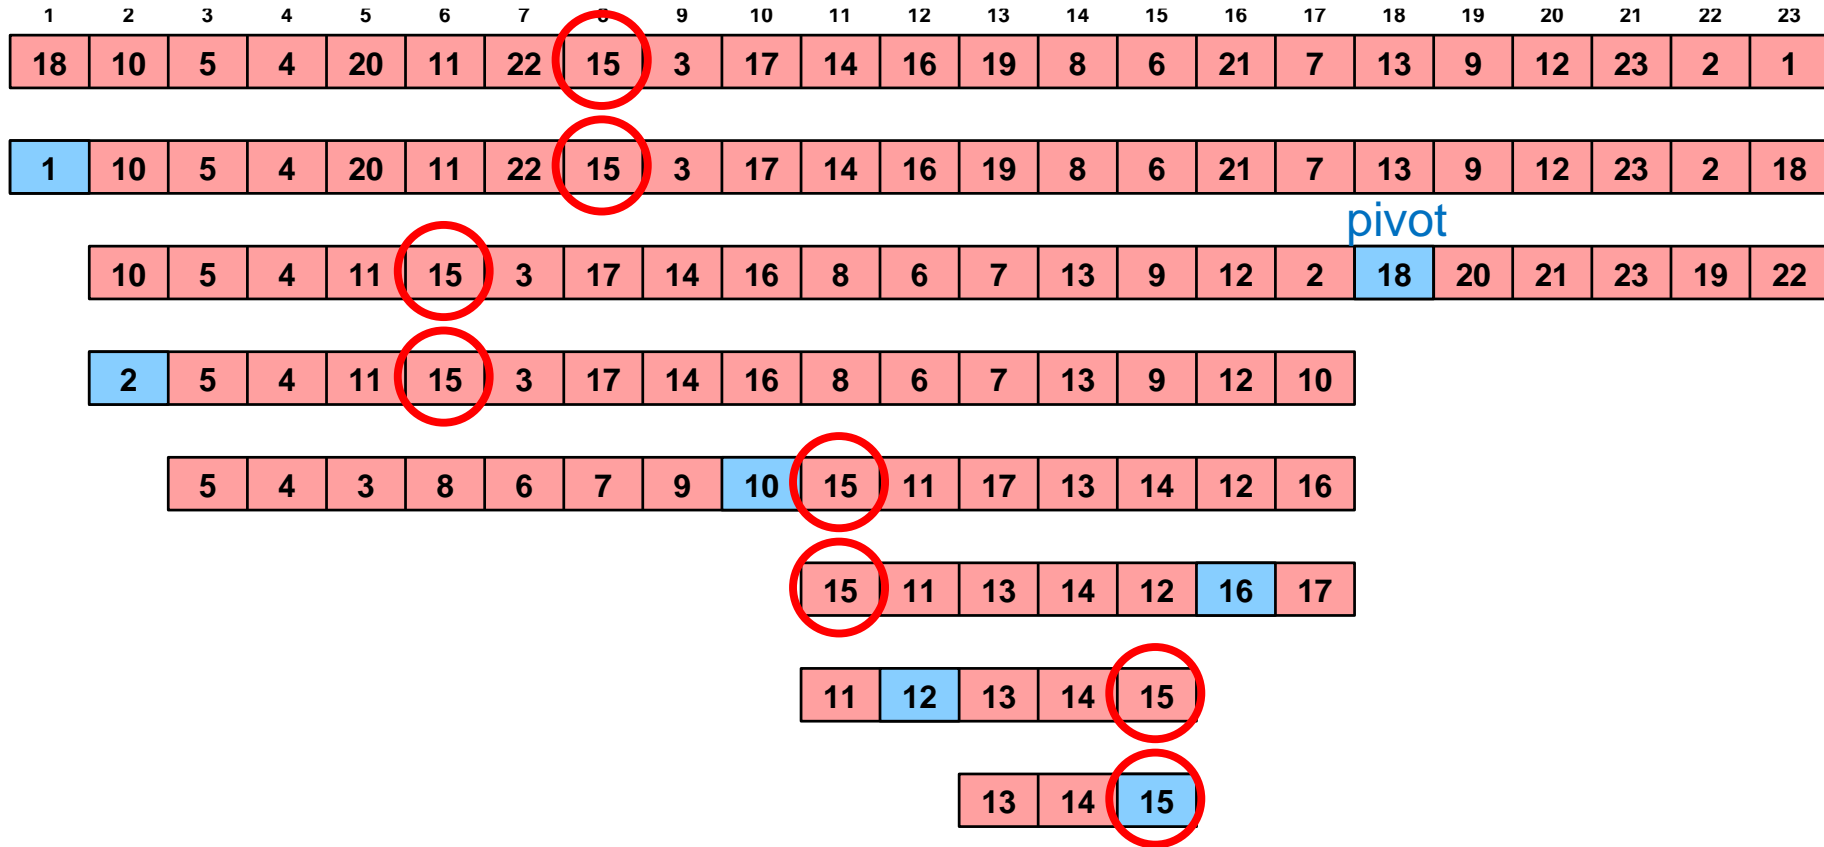 1 2 3 4 5 6 7 8 9 10 11 12 13 14 15 16 17 18 19 20 21 22 23
18 10 5 4 20 11 22 15 3 17 14 16 19 8 6 21 7 13 9 12 23 2 1
1 10 5 4 20 11 22 15 3 17 14 16 19 8 6 21 7 13 9 12 23 2 18
pivot
10 5 4 11 15 3 17 14 16 8 6 7 13 9 12 2 18 20 21 23 19 22
2 5 4 11 15 3 17 14 16 8 6 7 13 9 12 10
5 4 3 8 6 7 9 10 15 11 17 13 14 12 16
15 11 13 14 12 16 17
11 12 13 14 15
13 14 15